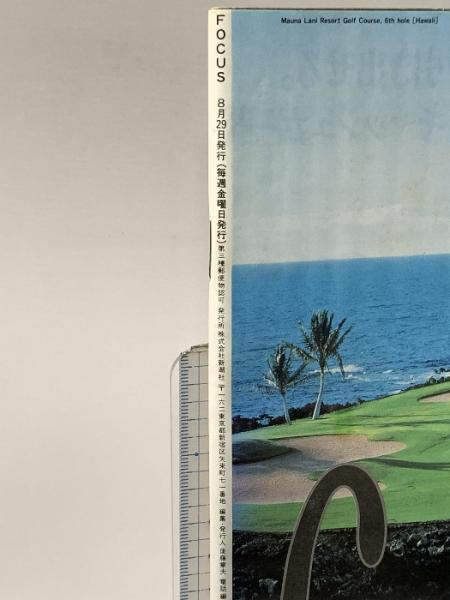 Mauna Lani Resort Golf Course, 6th hole [Hawaii]
FOCUS 8月29日発行(毎週金曜日発行)第三種郵便物認可 発行所 株式会社新潮社 〒一六二東京都新宿区矢来町七一番地 編集・発行人/後藤章夫 電話編